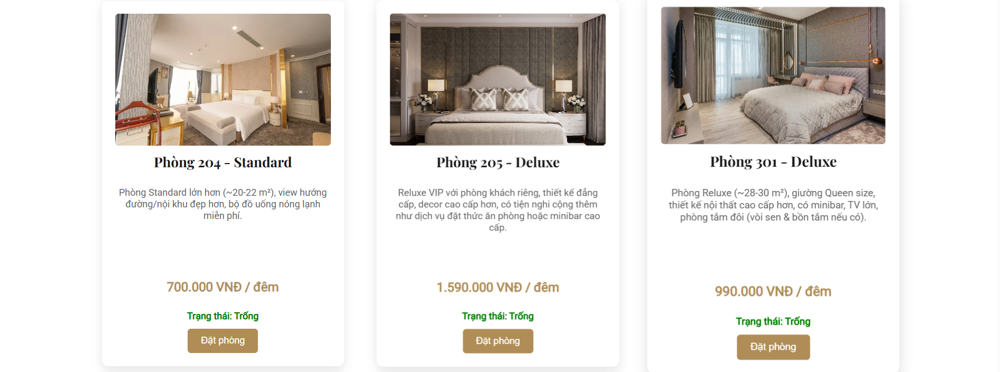 Phòng 204 - Standard
Phòng Standard lớn hơn (~20-22 m²), view hướng
đường/nội khu đẹp hơn, bộ đồ uống nóng lạnh
miễn phí.
700.000 VNĐ / đêm
Trạng thái: Trống
Đặt phòng
Phòng 205 - Deluxe
Reluxe VIP với phòng khách riêng, thiết kế đẳng
cấp, decor cao cấp hơn, có tiện nghi cộng thêm
như dịch vụ đặt thức ăn phòng hoặc minibar cao
cấp.
1.590.000 VNĐ / đêm
Trạng thái: Trống
Đặt phòng
Phòng 301 - Deluxe
Phòng Reluxe (~28-30 m²), giường Queen size,
thiết kế nội thất cao cấp hơn, có minibar, TV lớn,
phòng tắm đôi (vòi sen & bồn tắm nếu có).
990.000 VNĐ / đêm
Trạng thái: Trống
Đặt phòng